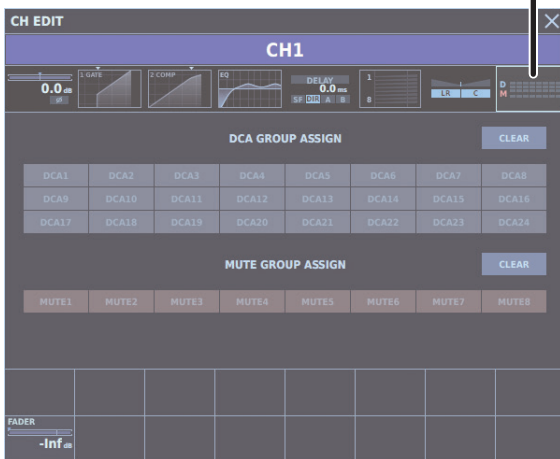 CH EDIT
CH1
0.0 dB
1 GATE
2 COMP
EQ
DELAY
0.0 ms
SF DIR A B
1
8
LR C
D
M
DCA GROUP ASSIGN CLEAR
DCA1 DCA2 DCA3 DCA4 DCA5 DCA6 DCA7 DCA8
DCA9 DCA10 DCA11 DCA12 DCA13 DCA14 DCA15 DCA16
DCA17 DCA18 DCA19 DCA20 DCA21 DCA22 DCA23 DCA24
MUTE GROUP ASSIGN CLEAR
MUTE1 MUTE2 MUTE3 MUTE4 MUTE5 MUTE6 MUTE7 MUTE8
FADER
-Inf dB